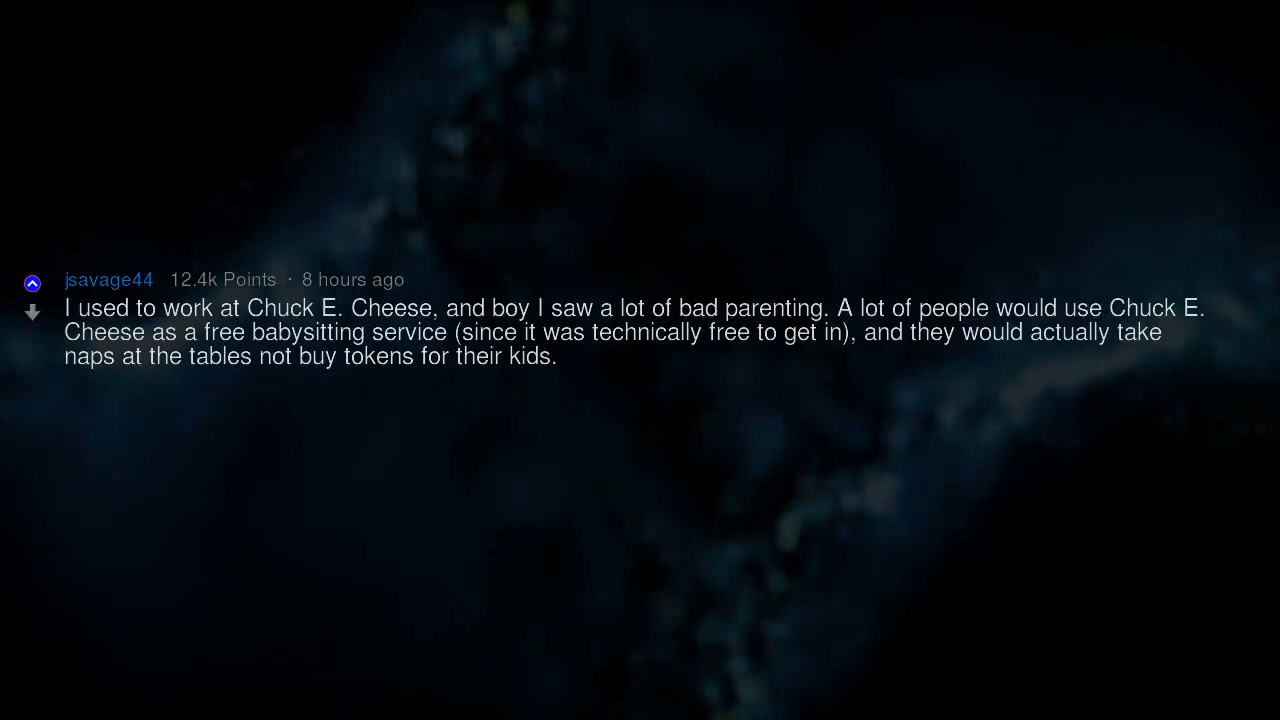 jsavage44 12.4k Points · 8 hours ago
I used to work at Chuck E. Cheese, and boy I saw a lot of bad parenting. A lot of people would use Chuck E.
Cheese as a free babysitting service (since it was technically free to get in), and they would actually take
naps at the tables not buy tokens for their kids.